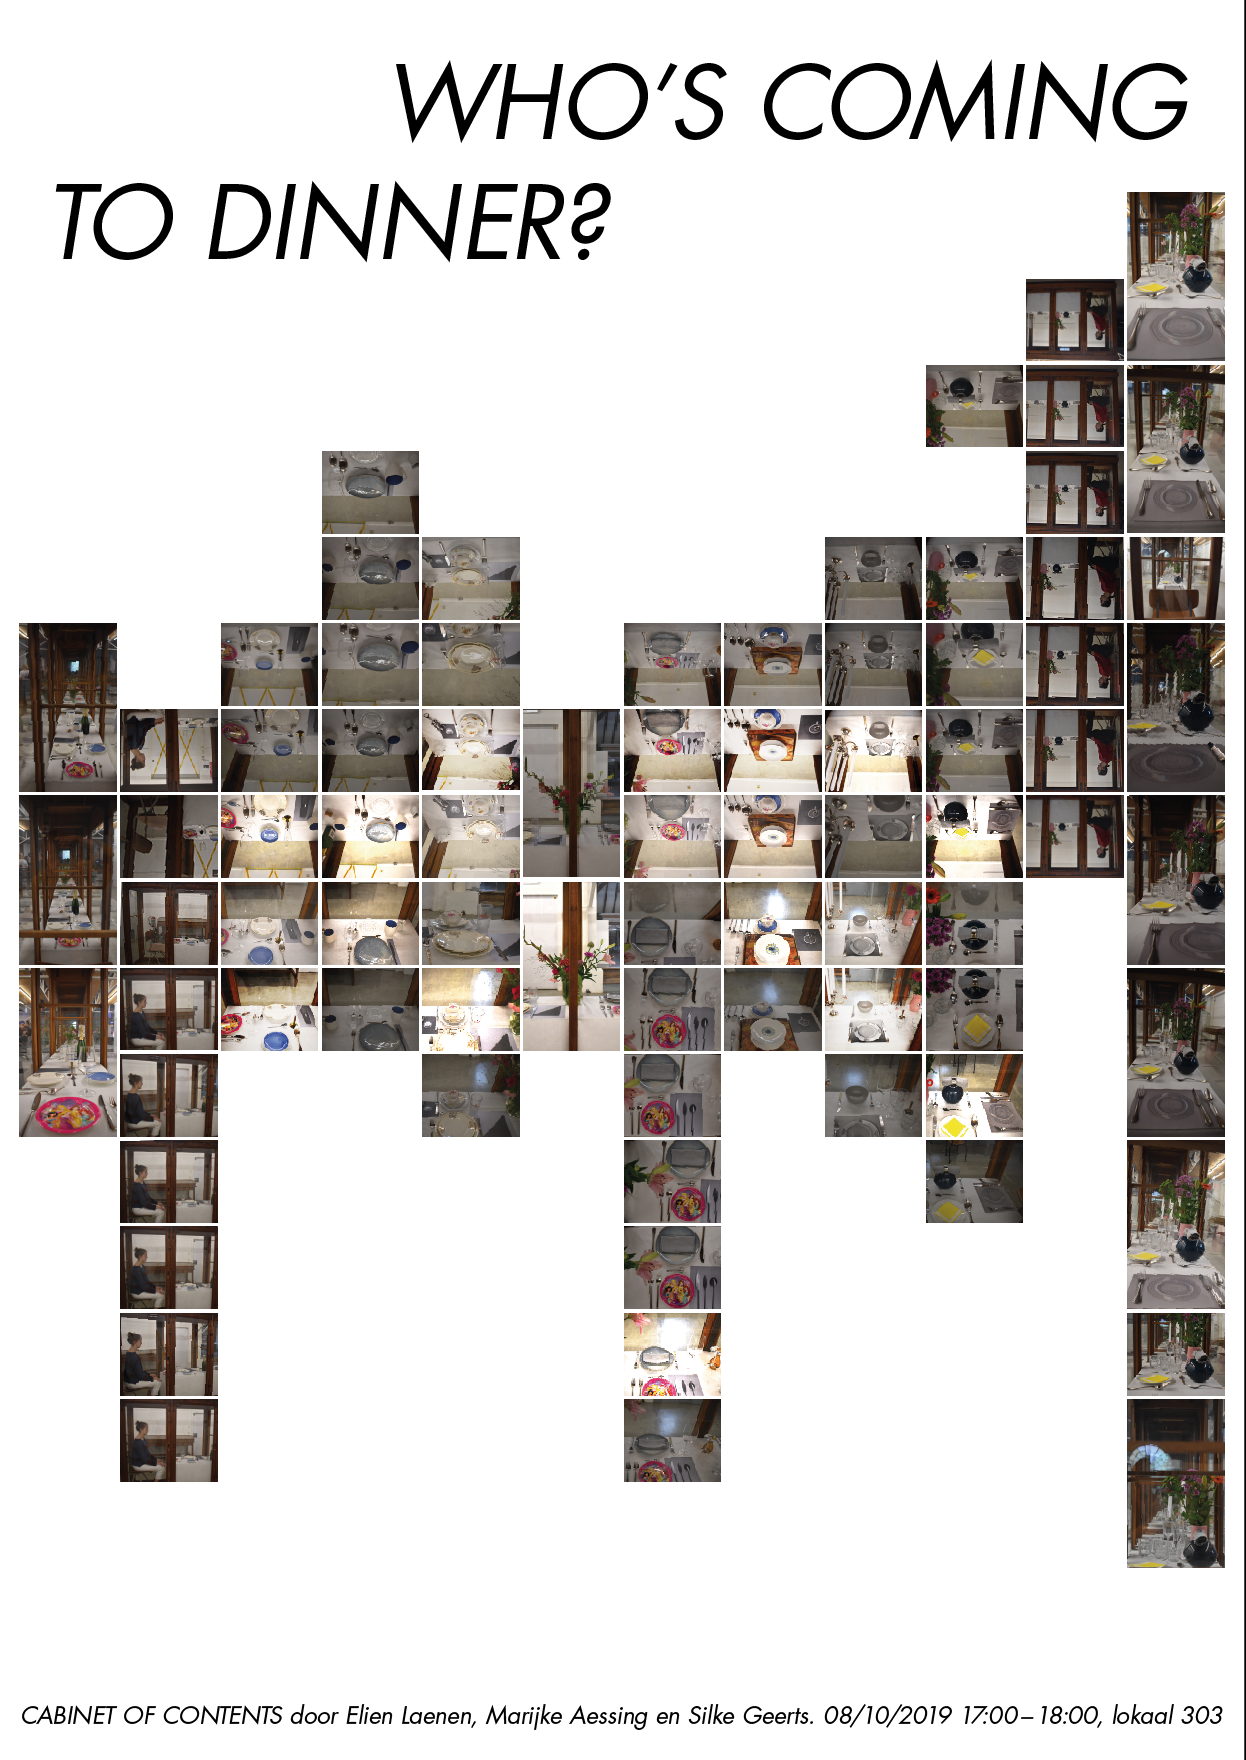 WHO’S COMING
TO DINNER?
CABINET OF CONTENTS door Elien Laenen, Marijke Aessing en Silke Geerts. 08/10/2019 17:00–18:00, lokaal 303